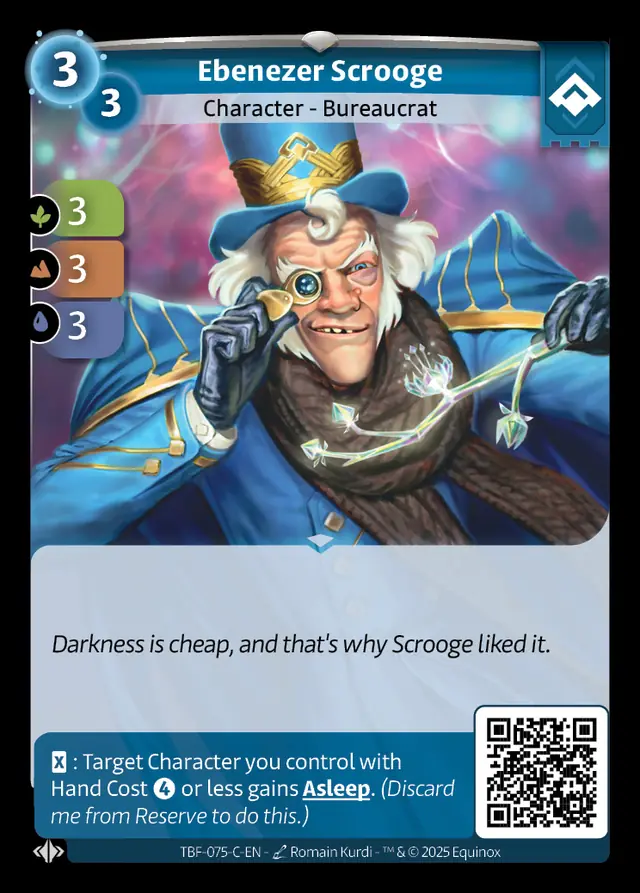 3
Ebenezer Scrooge
3
Character - Bureaucrat
3
3
3
Darkness is cheap, and that's why Scrooge liked it.
X : Target Character you control with
Hand Cost 4 or less gains Asleep. (Discard
me from Reserve to do this.)
TBF-075-C-EN - Romain Kurdi - ™ & © 2025 Equinox